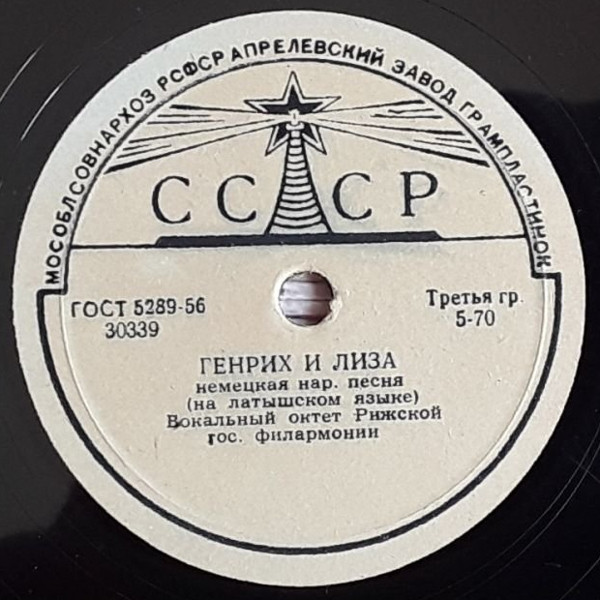 МОСОБЛСОВНАРХОЗ РСФСР АПРЕЛЕВСКИЙ ЗАВОД ГРАМПЛАСТИНОК
СССР
ГОСТ 5289-56
30339
Третья гр.
5-70
ГЕНРИХ И ЛИЗА
немецкая нар. песня
(на латышском языке)
Вокальный октет Рижской
гос. филармонии